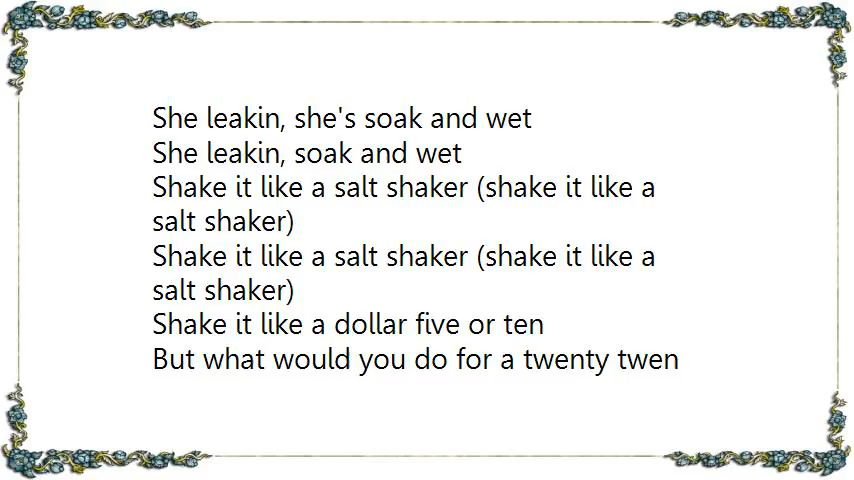 She leakin, she's soak and wet
She leakin, soak and wet
Shake it like a salt shaker (shake it like a
salt shaker)
Shake it like a salt shaker (shake it like a
salt shaker)
Shake it like a dollar five or ten
But what would you do for a twenty twen